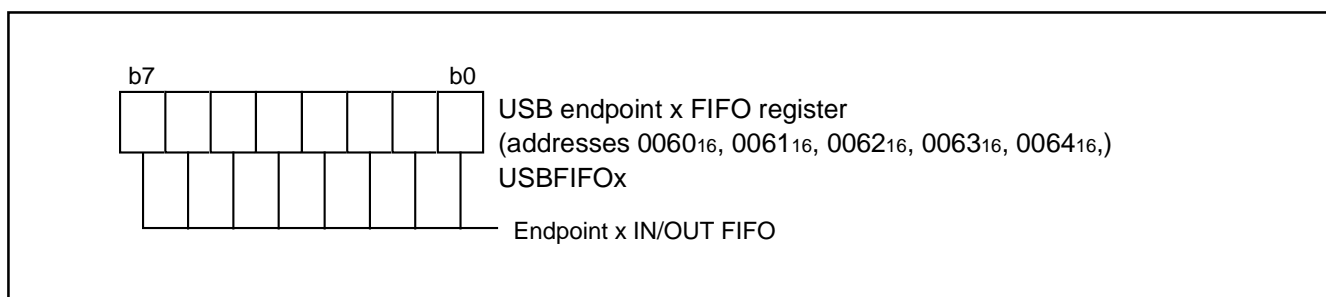 b7 b0
USB endpoint x FIFO register
(addresses 006016, 006116, 006216, 006316, 006416,)
USBFIFOx
Endpoint x IN/OUT FIFO